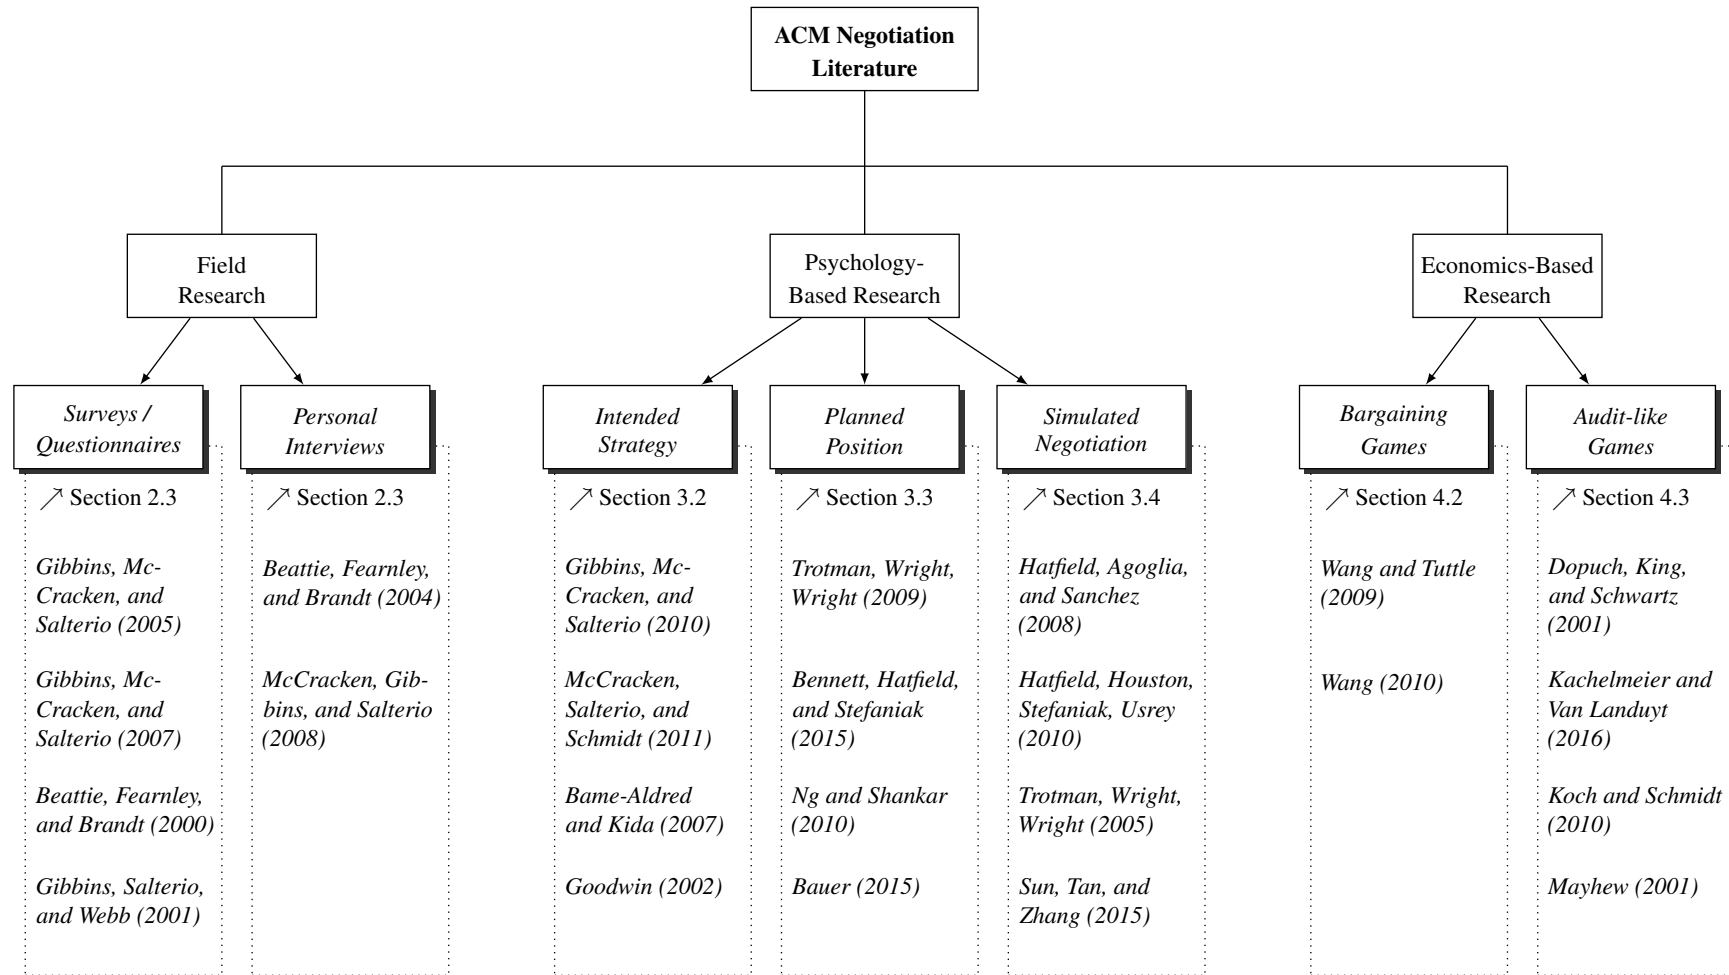 ACM Negotiation
Literature
Field
Research
Psychology-
Based Research
Economics-Based
Research
Surveys /
Questionnaires
Personal
Interviews
Intended
Strategy
Planned
Position
Simulated
Negotiation
Bargaining
Games
Audit-like
Games
↗ Section 2.3
Gibbins, Mc-
Cracken, and
Salterio (2005)
Gibbins, Mc-
Cracken, and
Salterio (2007)
Beattie, Fearnley,
and Brandt (2000)
Gibbins, Salterio,
and Webb (2001)
↗ Section 2.3
Beattie, Fearnley,
and Brandt (2004)
McCracken, Gib-
bins, and Salterio
(2008)
↗ Section 3.2
Gibbins, Mc-
Cracken, and
Salterio (2010)
McCracken,
Salterio, and
Schmidt (2011)
Bame-Aldred
and Kida (2007)
Goodwin (2002)
↗ Section 3.3
Trotman, Wright,
Wright (2009)
Bennett, Hatfield,
and Stefaniak
(2015)
Ng and Shankar
(2010)
Bauer (2015)
↗ Section 3.4
Hatfield, Agoglia,
and Sanchez
(2008)
Hatfield, Houston,
Stefaniak, Usrey
(2010)
Trotman, Wright,
Wright (2005)
Sun, Tan, and
Zhang (2015)
↗ Section 4.2
Wang and Tuttle
(2009)
Wang (2010)
↗ Section 4.3
Dopuch, King,
and Schwartz
(2001)
Kachelmeier and
Van Landuyt
(2016)
Koch and Schmidt
(2010)
Mayhew (2001)